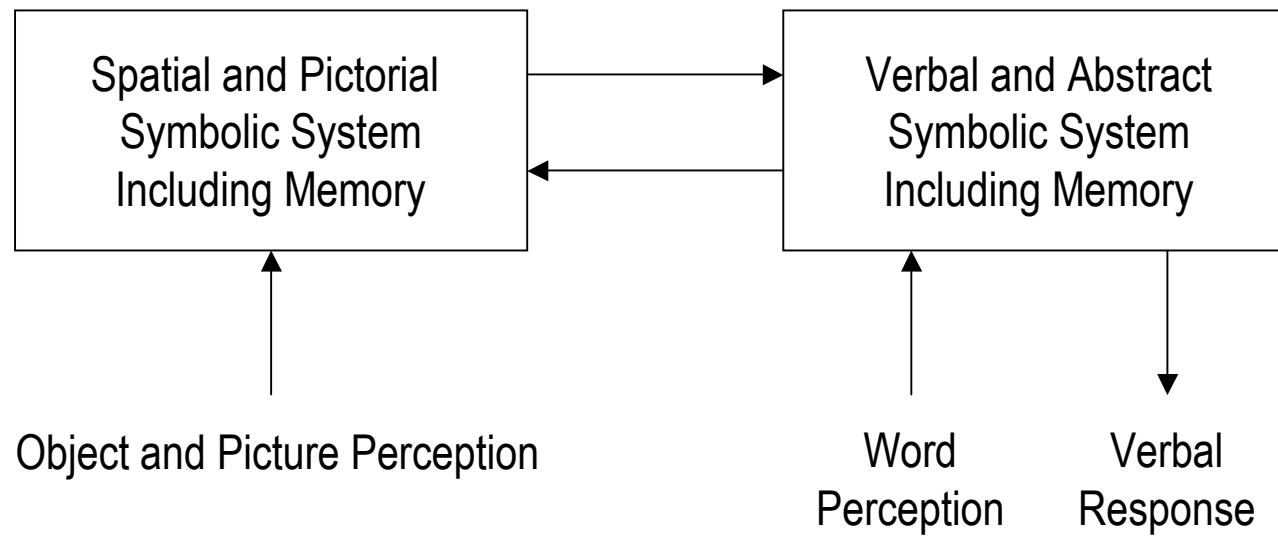 Spatial and Pictorial
Symbolic System
Including Memory
Verbal and Abstract
Symbolic System
Including Memory
Object and Picture Perception
Word
Perception
Verbal
Response